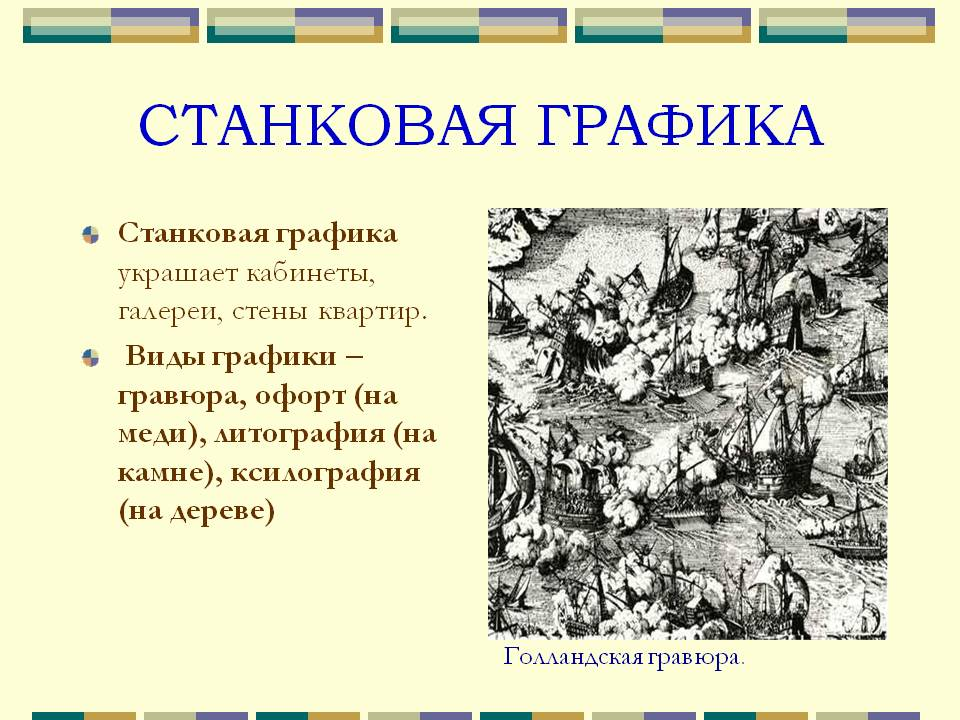 СТАНКОВАЯ ГРАФИКА
Станковая графика
украшает кабинеты,
галереи, стены квартир.
Виды графики –
гравюра, офорт (на
меди), литография (на
камне), ксилография
(на дереве)
Голландская гравюра.